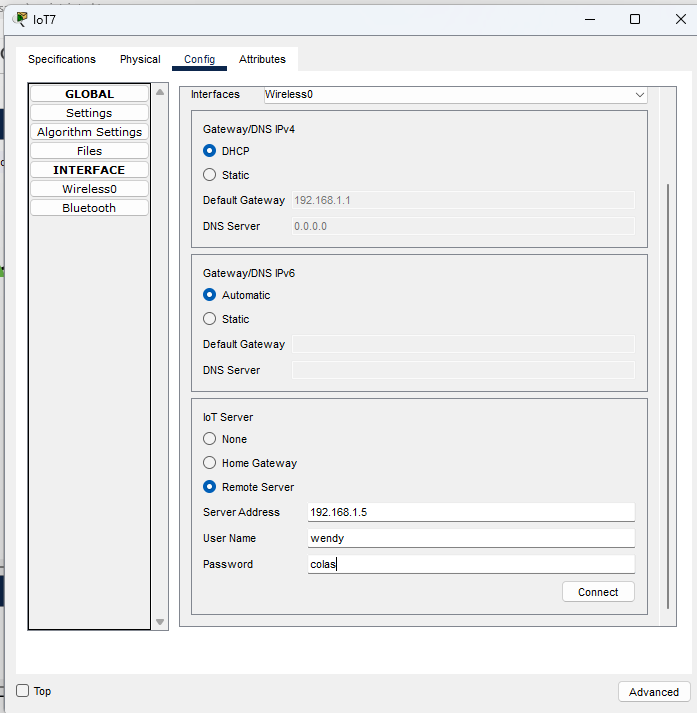 IoT7
Specifications Physical Config Attributes
GLOBAL
Settings
Algorithm Settings
Files
INTERFACE
Wireless0
Bluetooth
Interfaces Wireless0
Gateway/DNS IPv4
DHCP
Static
Default Gateway 192.168.1.1
DNS Server 0.0.0.0
Gateway/DNS IPv6
Automatic
Static
Default Gateway
DNS Server
IoT Server
None
Home Gateway
Remote Server
Server Address 192.168.1.5
User Name wendy
Password colas
Connect
Top Advanced